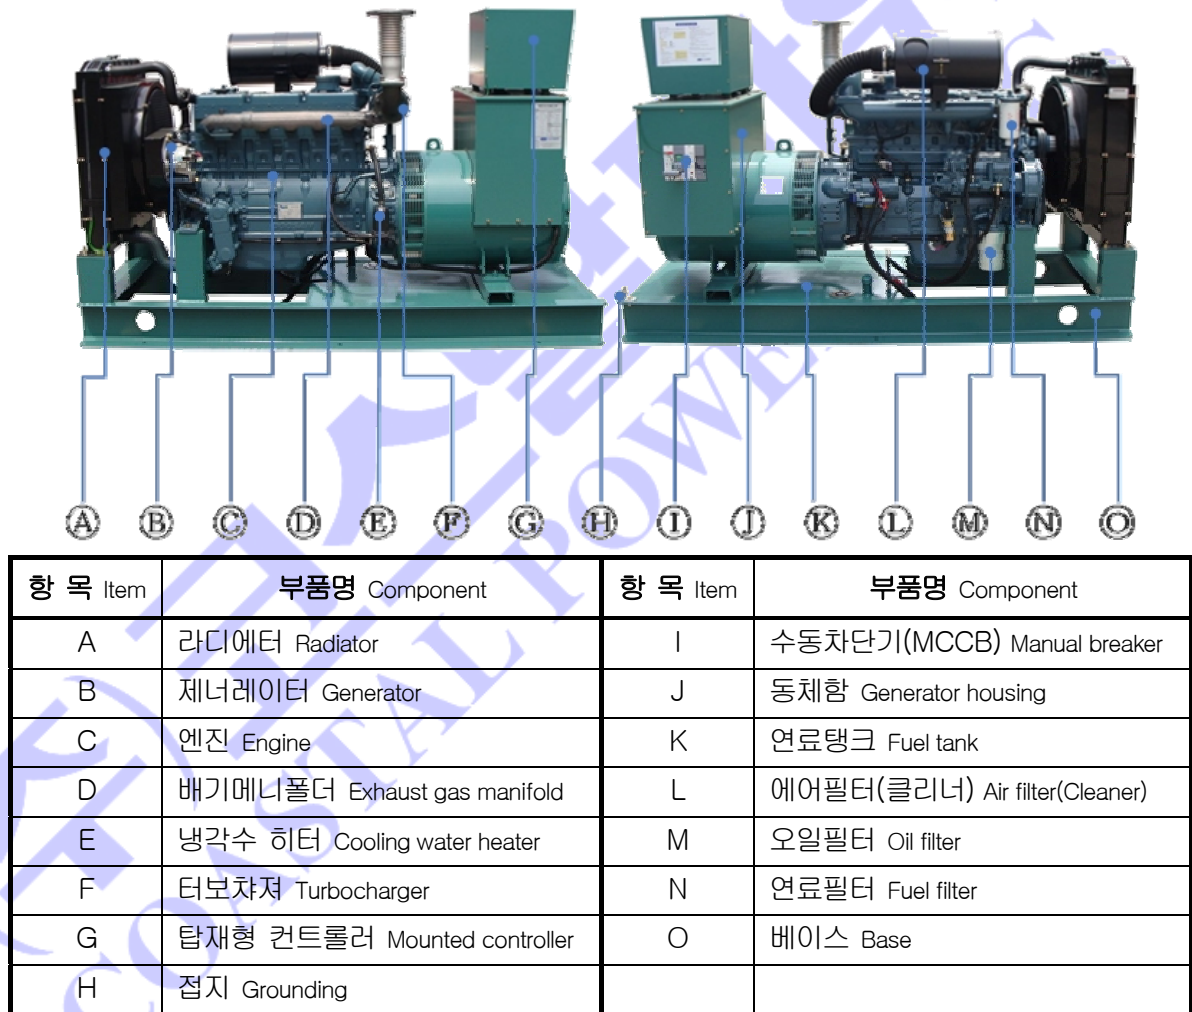 A B C D E F G H I J K L M N O
항 목 Item 부품명 Component 항 목 Item 부품명 Component
A 라디에터 Radiator I 수동차단기(MCCB) Manual breaker
B 제너레이터 Generator J 동체함 Generator housing
C 엔진 Engine K 연료탱크 Fuel tank
D 배기메니폴더 Exhaust gas manifold L 에어필터(클리너) Air filter(Cleaner)
E 냉각수 히터 Cooling water heater M 오일필터 Oil filter
F 터보챠져 Turbocharger N 연료필터 Fuel filter
G 탑재형 컨트롤러 Mounted controller O 베이스 Base
H 접지 Grounding
COASTAL POWER